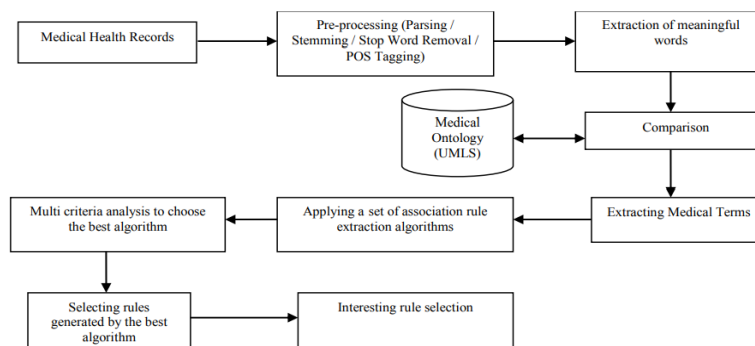 Medical Health Records
Pre-processing (Parsing /
Stemming / Stop Word Removal /
POS Tagging)
Extraction of meaningful
words
Medical
Ontology
(UMLS)
Comparison
Multi criteria analysis to choose
the best algorithm
Applying a set of association rule
extraction algorithms
Extracting Medical Terms
Selecting rules
generated by the best
algorithm
Interesting rule selection